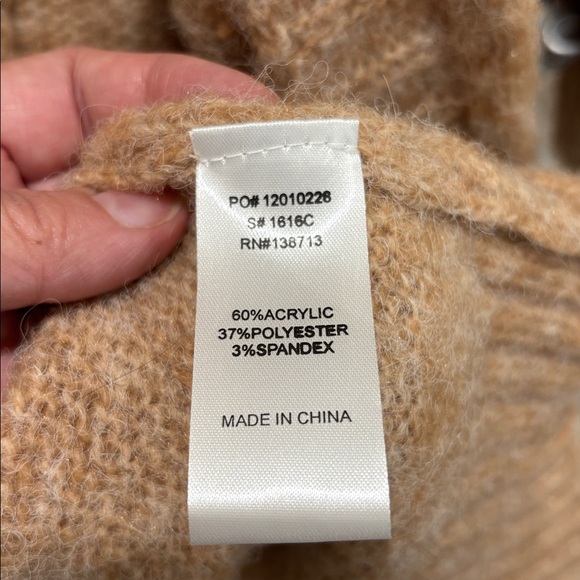 PO# 12010226
S# 1616C
RN#138713
60%ACRYLIC
37%POLYESTER
3%SPANDEX
MADE IN CHINA